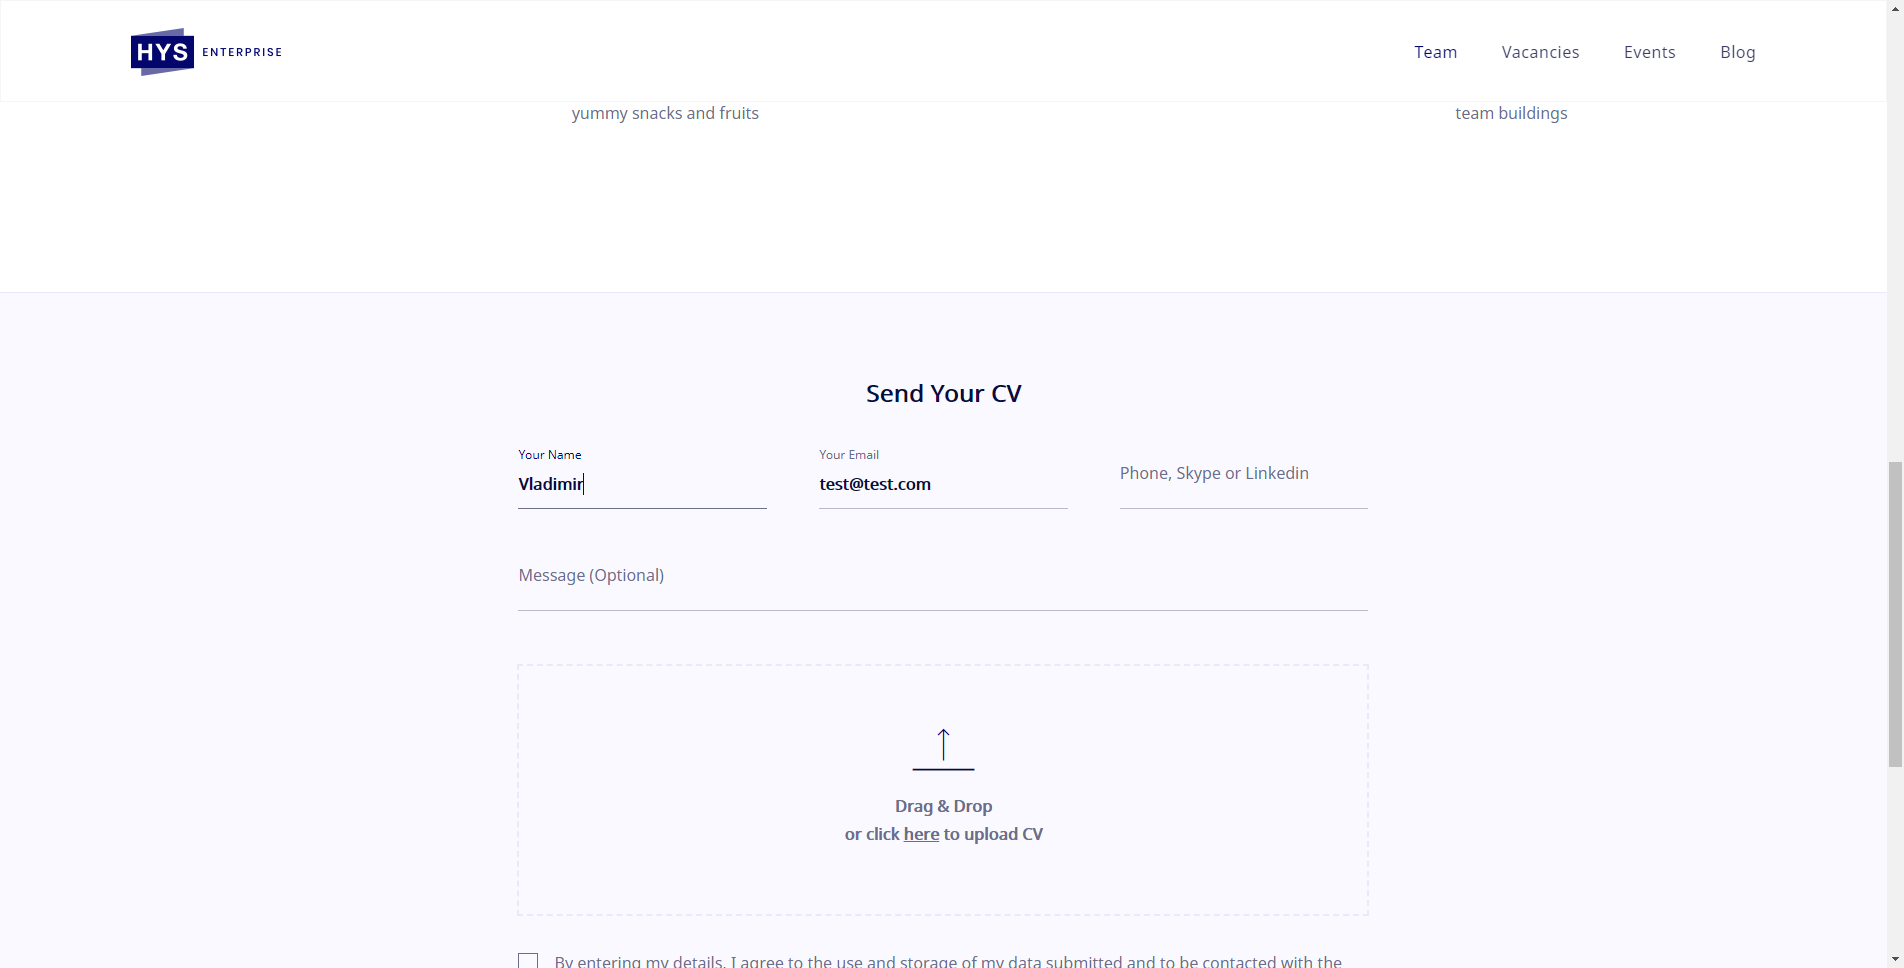 HYS ENTERPRISE
Team Vacancies Events Blog
yummy snacks and fruits team buildings
Send Your CV
Your Name Your Email
Phone, Skype or Linkedin
Vladimir test@test.com
Message (Optional)
Drag & Drop
or click here to upload CV
By entering my details, I agree to the use and storage of my data submitted and to be contacted with the